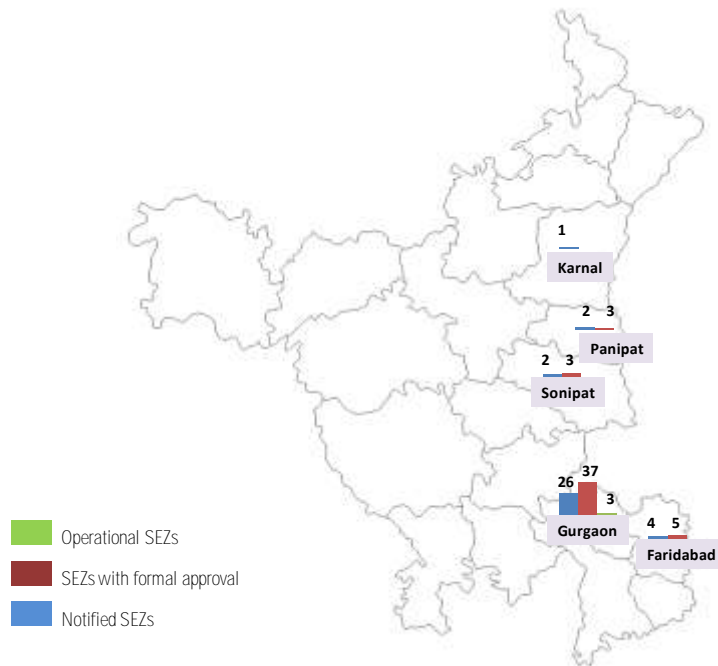 1
Karnal
2 3
Panipat
2 3
Sonipat
26 37 3
Gurgaon
4 5
Faridabad
Operational SEZs
SEZs with formal approval
Notified SEZs